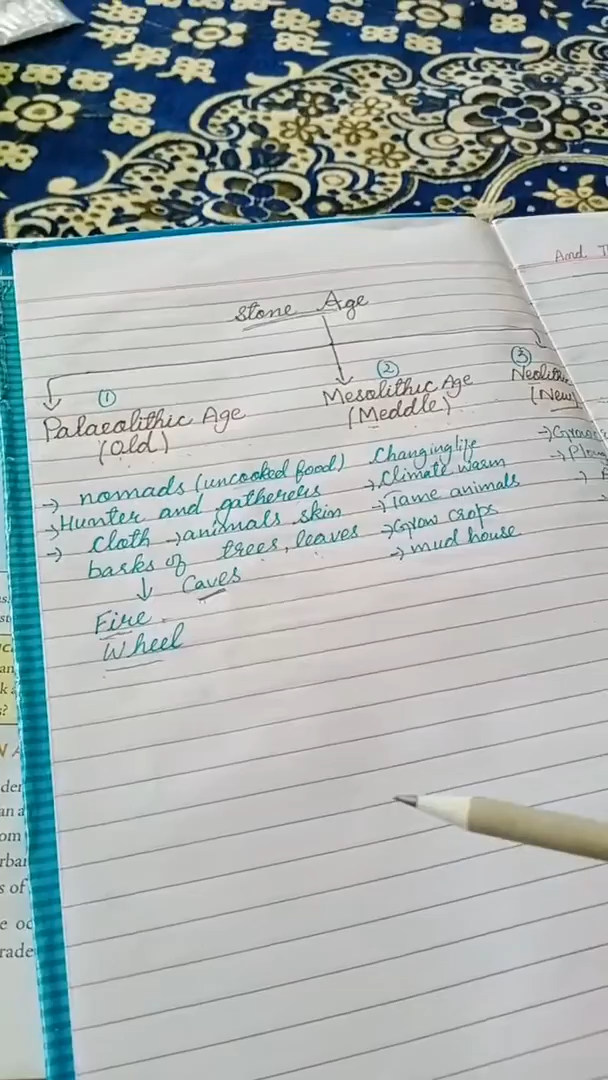 And
Stone Age
①
Palaeolithic Age
(Old)
→ nomads (uncooked food)
→ Hunter and gatherers
→ cloth → animals skin
barks of trees, leaves
↓ Caves
Fire
Wheel
②
Mesolithic Age
(Meddle)
Changing life
→ Climate warm
→ Tame animals
→ Grow crops
→ mud house
③
(New)